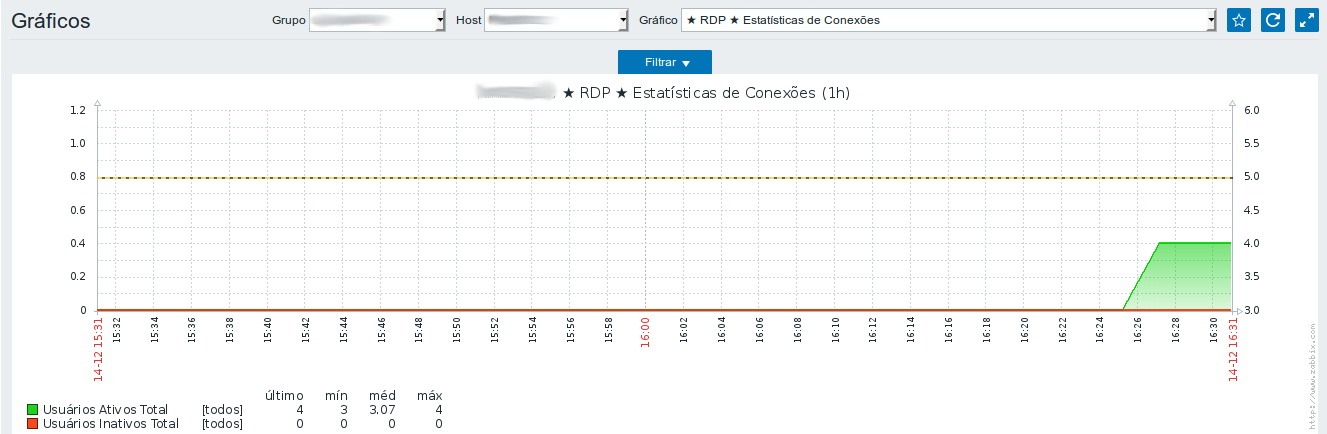 Gráficos Grupo Host Gráfico ★ RDP ★ Estatísticas de Conexões
Filtrar
★ RDP ★ Estatísticas de Conexões (1h)
1.2 6.0
1.0 5.5
0.8 5.0
0.6 4.5
0.4 4.0
0.2 3.5
0 3.0
14-12 15:31 15:32 15:34 15:36 15:38 15:40 15:42 15:44 15:46 15:48 15:50 15:52 15:54 15:56 15:58 16:00 16:02 16:04 16:06 16:08 16:10 16:12 16:14 16:16 16:18 16:20 16:22 16:24 16:26 16:28 16:30 14-12 16:31
http://www.zabbix.com
último mín méd máx
Usuários Ativos Total [todos] 4 3 3.07 4
Usuários Inativos Total [todos] 0 0 0 0